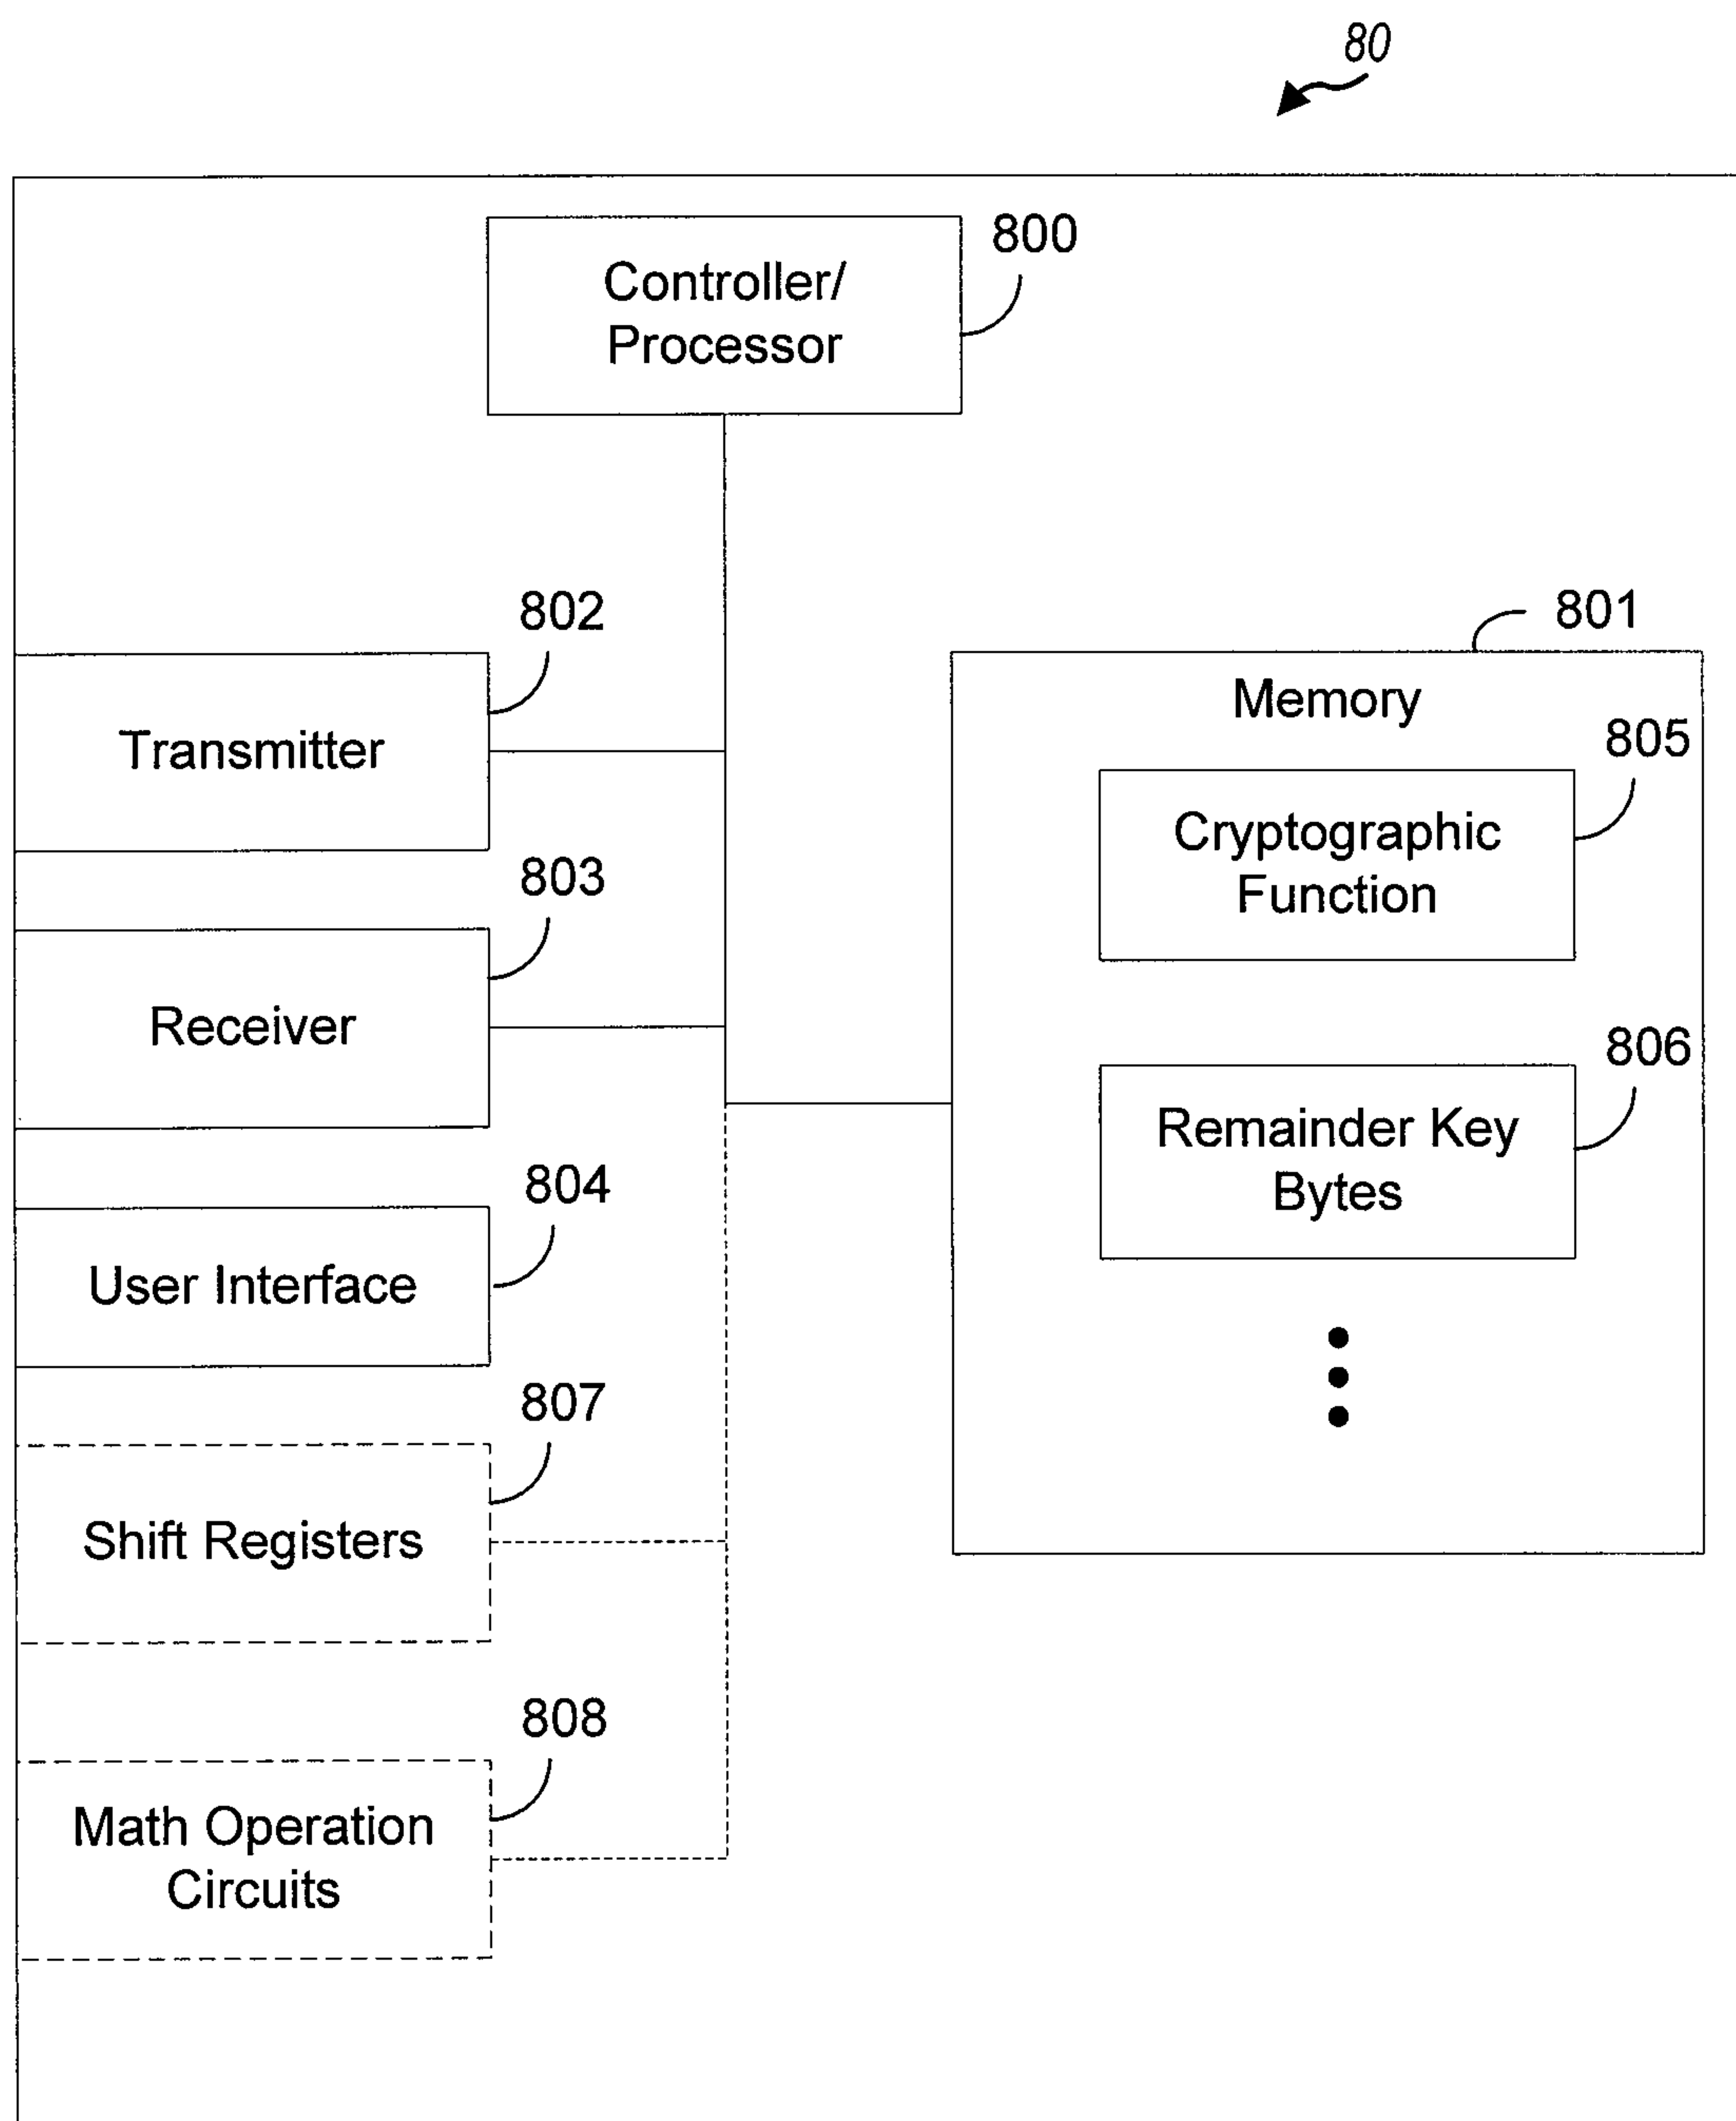 80
800
Controller/
Processor
802
Transmitter
803
Receiver
804
User Interface
807
Shift Registers
808
Math Operation
Circuits
801
Memory
805
Cryptographic
Function
806
Remainder Key
Bytes